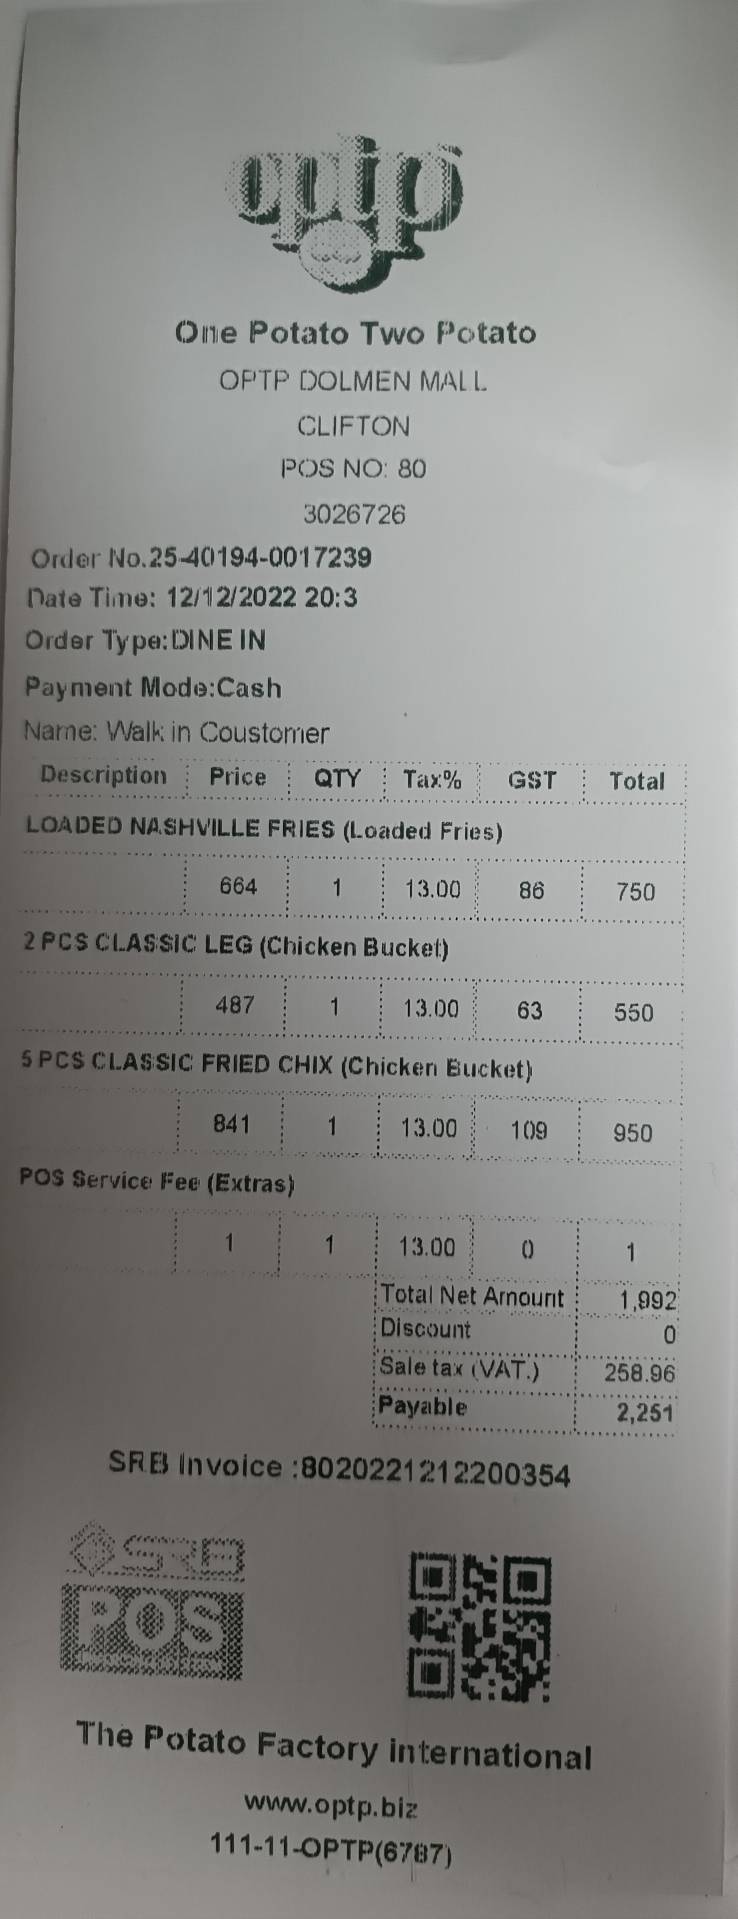 optp
One Potato Two Potato
OPTP DOLMEN MALL
CLIFTON
POS NO: 80
3026726
Order No.25-40194-0017239
Date Time: 12/12/2022 20:3
Order Type:DINE IN
Payment Mode:Cash
Name: Walk in Coustomer
Description Price QTY Tax% GST Total
LOADED NASHVILLE FRIES (Loaded Fries)
664 1 13.00 86 750
2 PCS CLASSIC LEG (Chicken Bucket)
487 1 13.00 63 550
5 PCS CLASSIC FRIED CHIX (Chicken Bucket)
841 1 13.00 109 950
POS Service Fee (Extras)
1 1 13.00 0 1
Total Net Amount 1,992
Discount 0
Sale tax (VAT.) 258.96
Payable 2,251
SRB Invoice :8020221212200354
SRB
POS
The Potato Factory international
www.optp.biz
111-11-OPTP(6787)